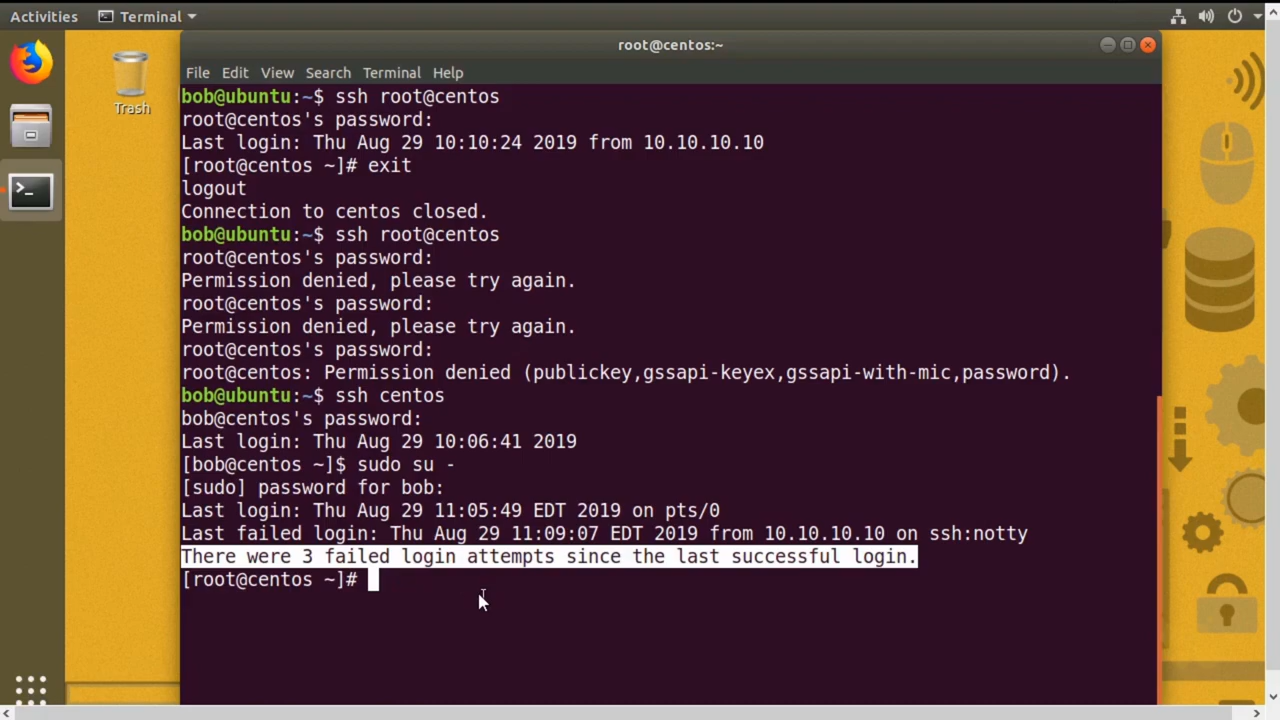 Activities
Terminal
root@centos:~
File Edit View Search Terminal Help
Trash
bob@ubuntu:~$ ssh root@centos
root@centos's password:
Last login: Thu Aug 29 10:10:24 2019 from 10.10.10.10
[root@centos ~]# exit
logout
Connection to centos closed.
bob@ubuntu:~$ ssh root@centos
root@centos's password:
Permission denied, please try again.
root@centos's password:
Permission denied, please try again.
root@centos's password:
root@centos: Permission denied (publickey,gssapi-keyex,gssapi-with-mic,password).
bob@ubuntu:~$ ssh centos
bob@centos's password:
Last login: Thu Aug 29 10:06:41 2019
[bob@centos ~]$ sudo su -
[sudo] password for bob:
Last login: Thu Aug 29 11:05:49 EDT 2019 on pts/0
Last failed login: Thu Aug 29 11:09:07 EDT 2019 from 10.10.10.10 on ssh:notty
There were 3 failed login attempts since the last successful login.
[root@centos ~]#